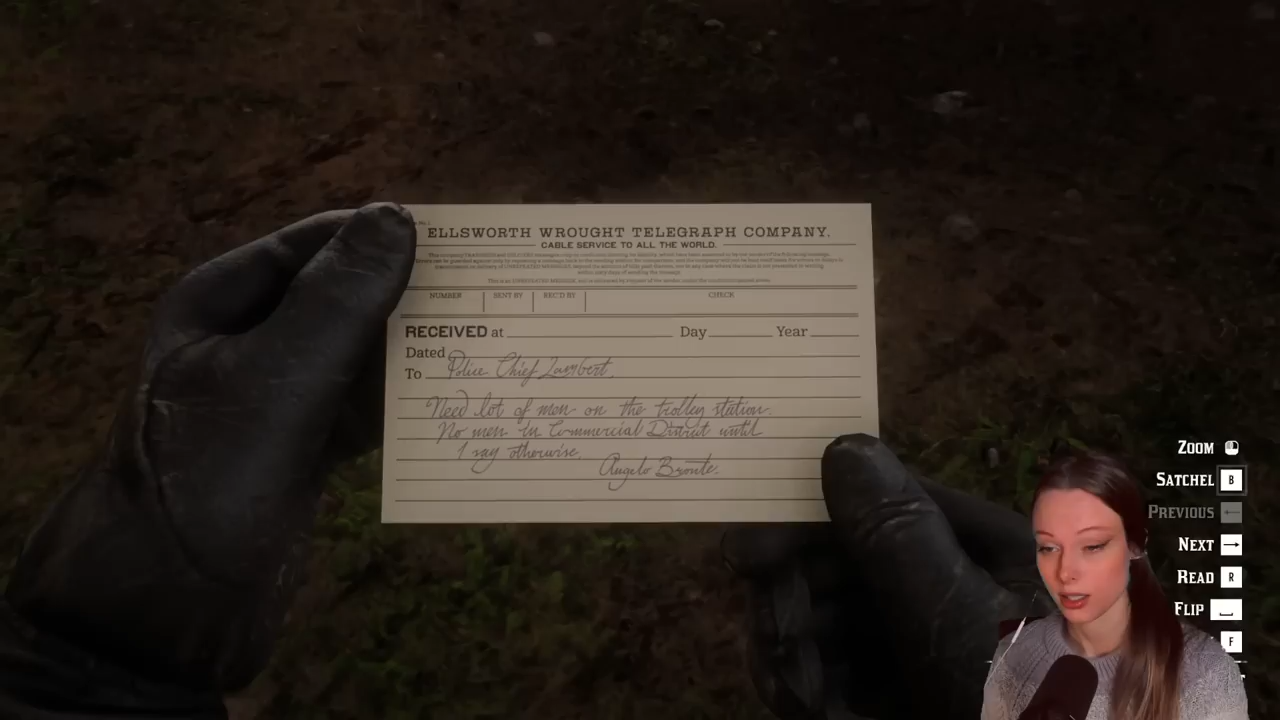 ELLSWORTH WROUGHT TELEGRAPH COMPANY.
CABLE SERVICE TO ALL THE WORLD.
NUMBER SENT BY REC'D BY CHECK
RECEIVED at Day Year
Dated
To Police Chief Lambert,
Need lot of men on the trolley station.
No men in Commercial District until
I say otherwise.
Angelo Bronte.
ZOOM
SATCHEL B
PREVIOUS ←
NEXT →
READ R
FLIP
F